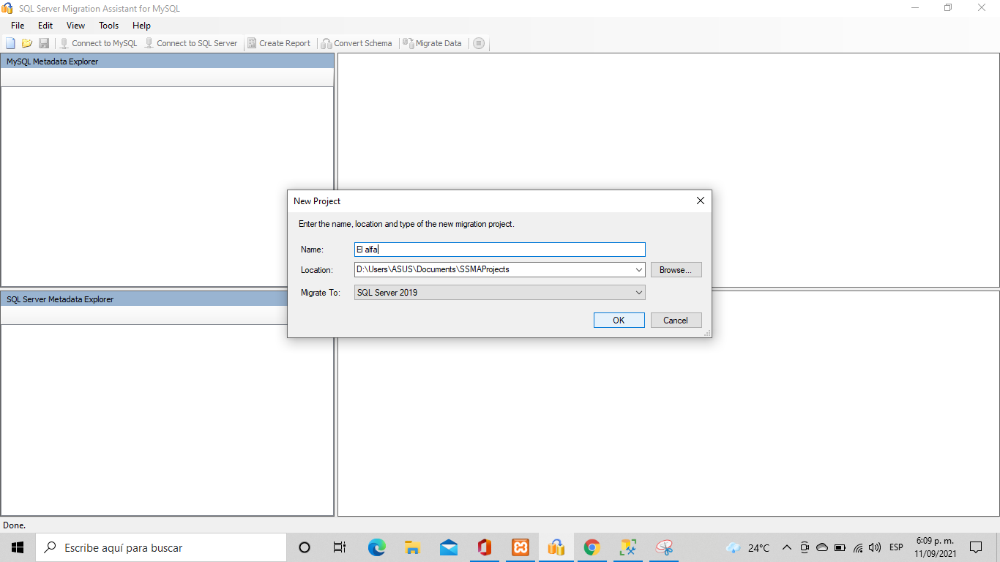 SQL Server Migration Assistant for MySQL
File Edit View Tools Help
Connect to MySQL Connect to SQL Server Create Report Convert Schema Migrate Data
MySQL Metadata Explorer
New Project
Enter the name, location and type of the new migration project.
Name: El alfa
Location: D:\Users\ASUS\Documents\SSMAProjects Browse...
Migrate To: SQL Server 2019
SQL Server Metadata Explorer
OK Cancel
Done.
Escribe aquí para buscar
24°C ESP 6:09 p. m.
11/09/2021